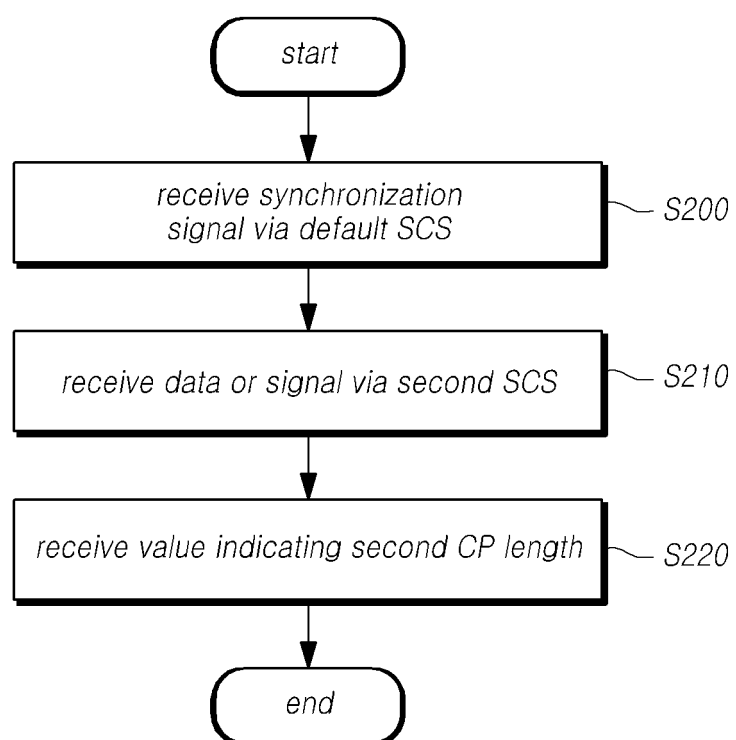 start
receive synchronization
signal via default SCS
S200
receive data or signal via second SCS
S210
receive value indicating second CP length
S220
end